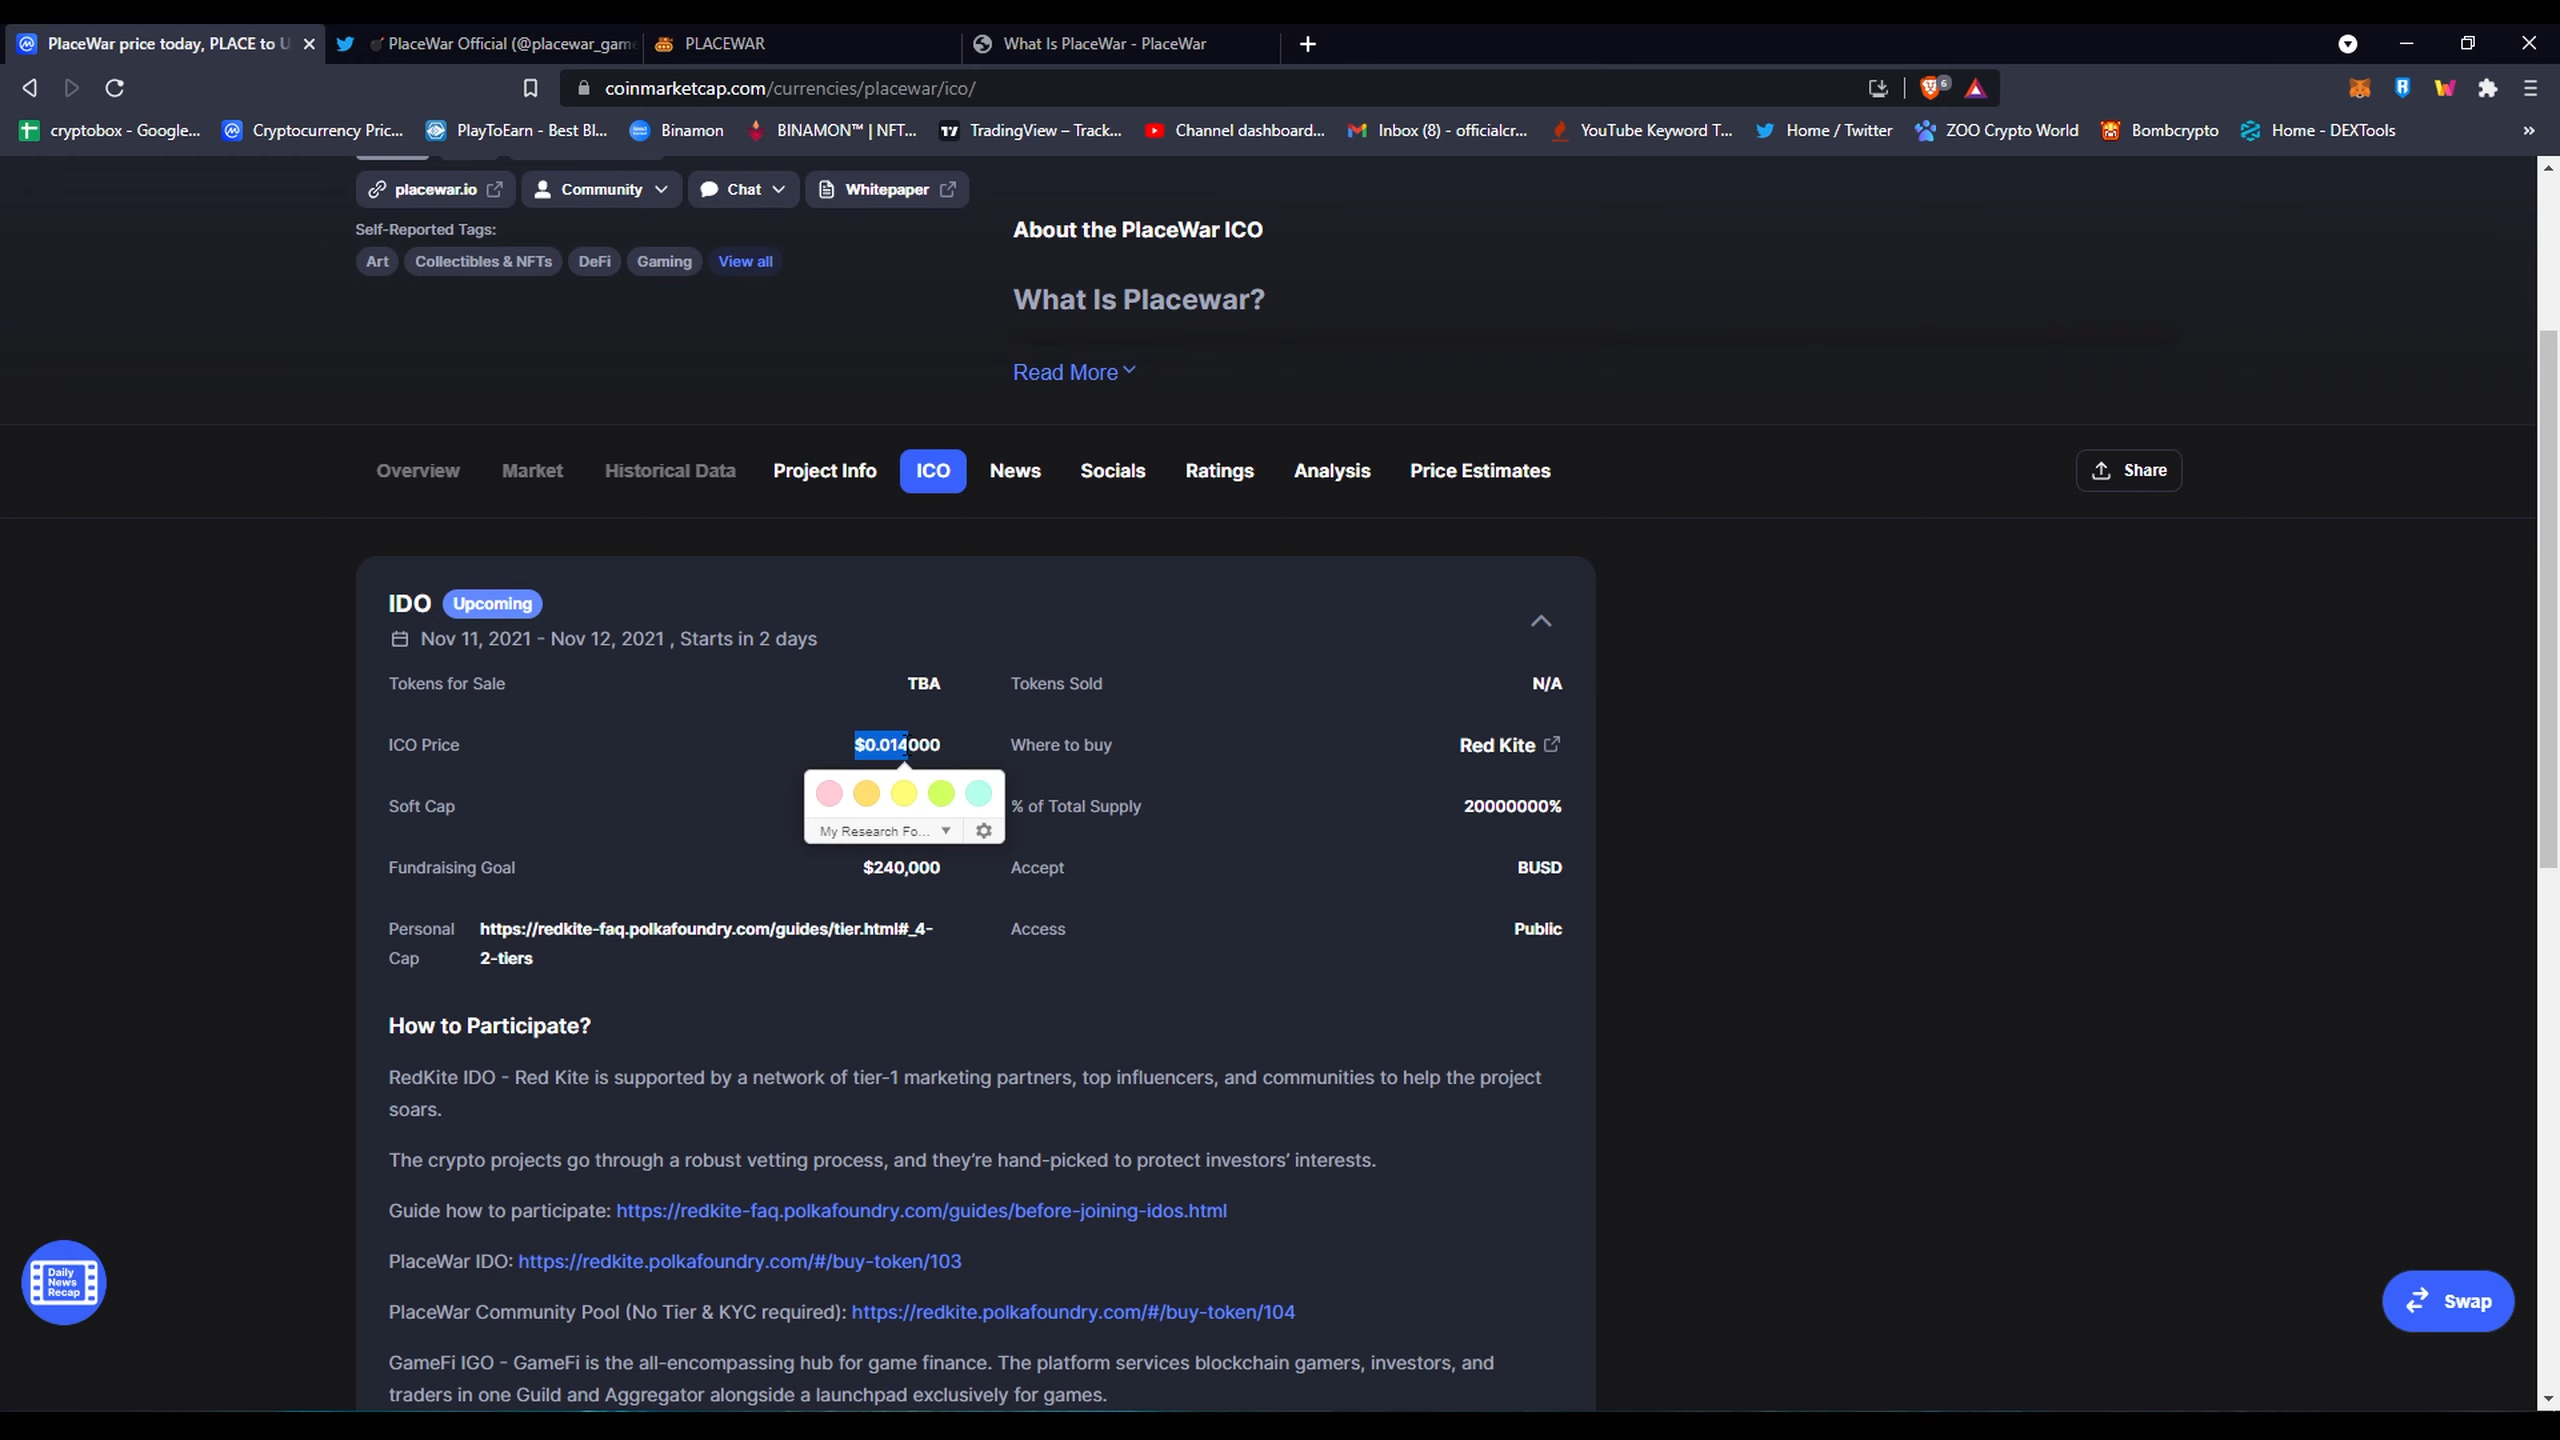 PlaceWar price today, PLACE to U
PlaceWar Official (@placewar_game
PLACEWAR
What Is PlaceWar - PlaceWar
coinmarketcap.com/currencies/placewar/ico/
6
cryptobox - Google...
Cryptocurrency Pric...
PlayToEarn - Best Bl...
Binamon
BINAMON™ | NFT...
TradingView – Track...
Channel dashboard...
Inbox (8) - officialcr...
YouTube Keyword T...
Home / Twitter
ZOO Crypto World
Bombcrypto
Home - DEXTools
»
placewar.io
Community
Chat
Whitepaper
Self-Reported Tags:
Art
Collectibles & NFTs
DeFi
Gaming
View all
About the PlaceWar ICO
What Is Placewar?
Read More
Overview
Market
Historical Data
Project Info
ICO
News
Socials
Ratings
Analysis
Price Estimates
Share
IDO Upcoming
Nov 11, 2021 - Nov 12, 2021 , Starts in 2 days
Tokens for Sale TBA
Tokens Sold N/A
ICO Price $0.014000
Where to buy Red Kite
Soft Cap
% of Total Supply 20000000%
My Research Fo...
Fundraising Goal $240,000
Accept BUSD
Personal https://redkite-faq.polkafoundry.com/guides/tier.html#_4-
Cap 2-tiers
Access Public
How to Participate?
RedKite IDO - Red Kite is supported by a network of tier-1 marketing partners, top influencers, and communities to help the project
soars.
The crypto projects go through a robust vetting process, and they're hand-picked to protect investors' interests.
Guide how to participate: https://redkite-faq.polkafoundry.com/guides/before-joining-idos.html
PlaceWar IDO: https://redkite.polkafoundry.com/#/buy-token/103
PlaceWar Community Pool (No Tier & KYC required): https://redkite.polkafoundry.com/#/buy-token/104
GameFi IGO - GameFi is the all-encompassing hub for game finance. The platform services blockchain gamers, investors, and
traders in one Guild and Aggregator alongside a launchpad exclusively for games.
Daily
News
Recap
Swap